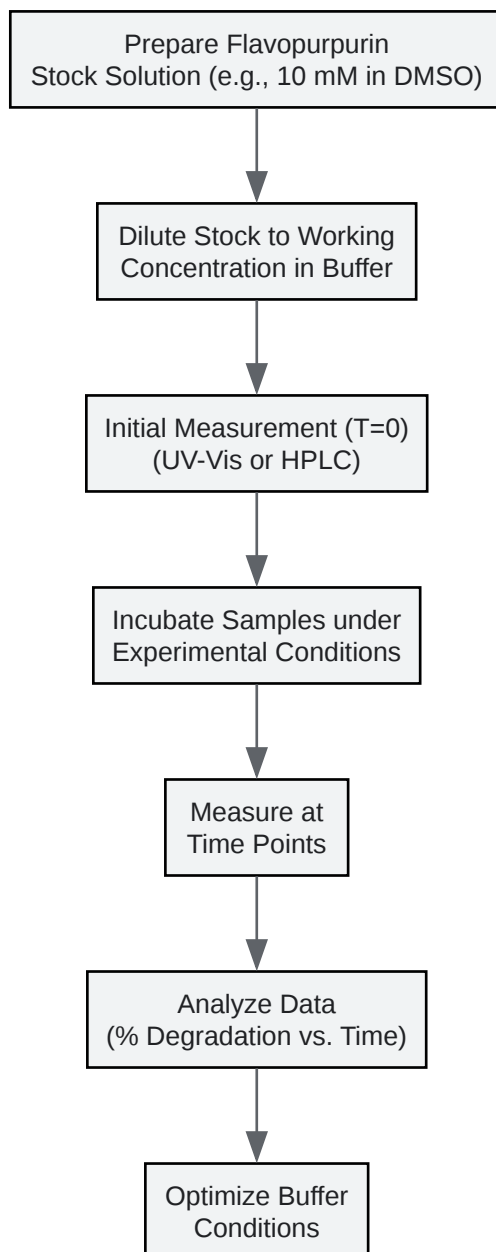 Prepare Flavopurpurin
Stock Solution (e.g., 10 mM in DMSO)
Dilute Stock to Working
Concentration in Buffer
Initial Measurement (T=0)
(UV-Vis or HPLC)
Incubate Samples under
Experimental Conditions
Measure at
Time Points
Analyze Data
(% Degradation vs. Time)
Optimize Buffer
Conditions